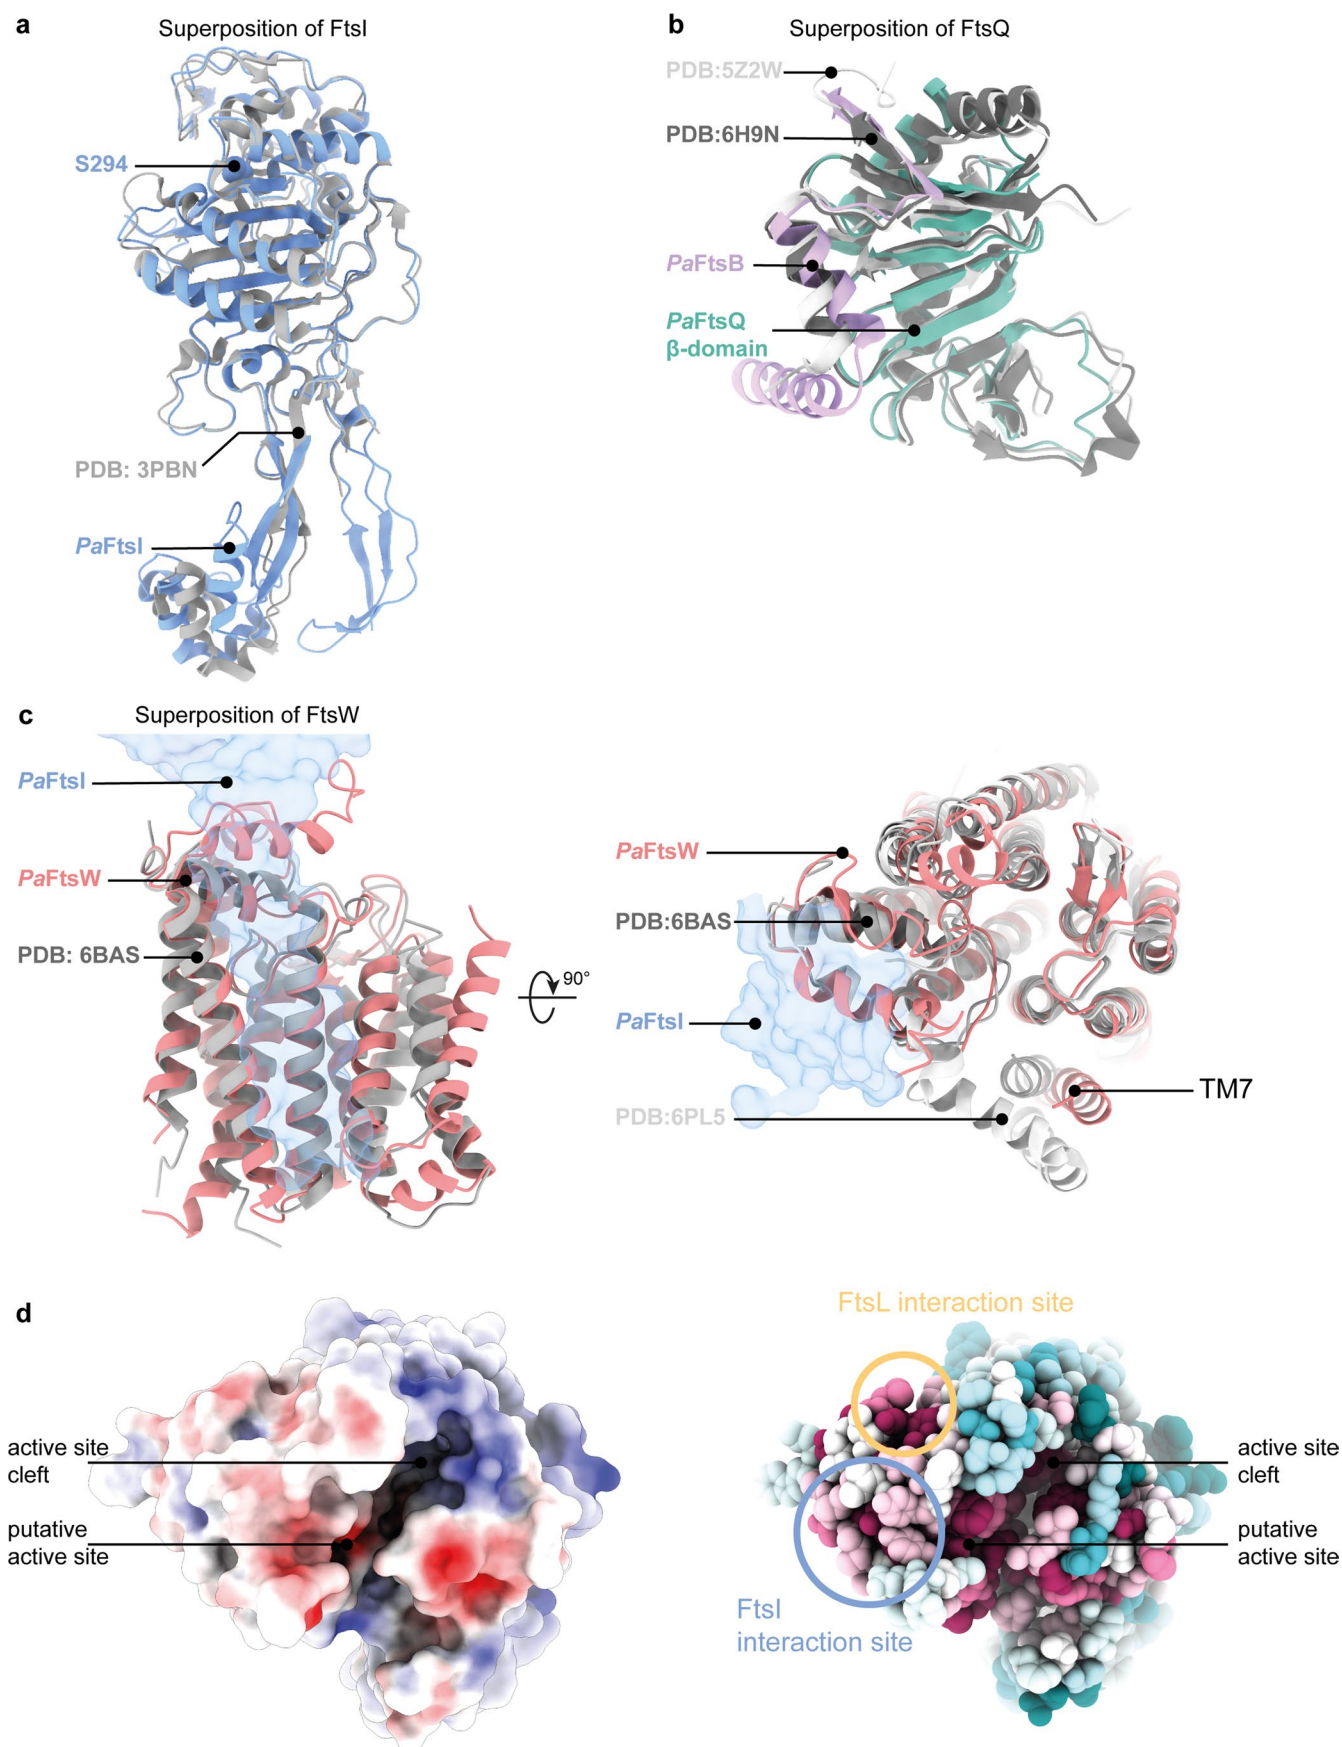 a
Superposition of FtsI
S294
PDB: 3PBN
PaFtsI
b
Superposition of FtsQ
PDB:5Z2W
PDB:6H9N
PaFtsB
PaFtsQ
β-domain
c
Superposition of FtsW
PaFtsI
PaFtsW
PDB: 6BAS
90°
PaFtsW
PDB:6BAS
PaFtsI
PDB:6PL5
TM7
d
active site
cleft
putative
active site
FtsL interaction site
active site
cleft
putative
active site
FtsI
interaction site